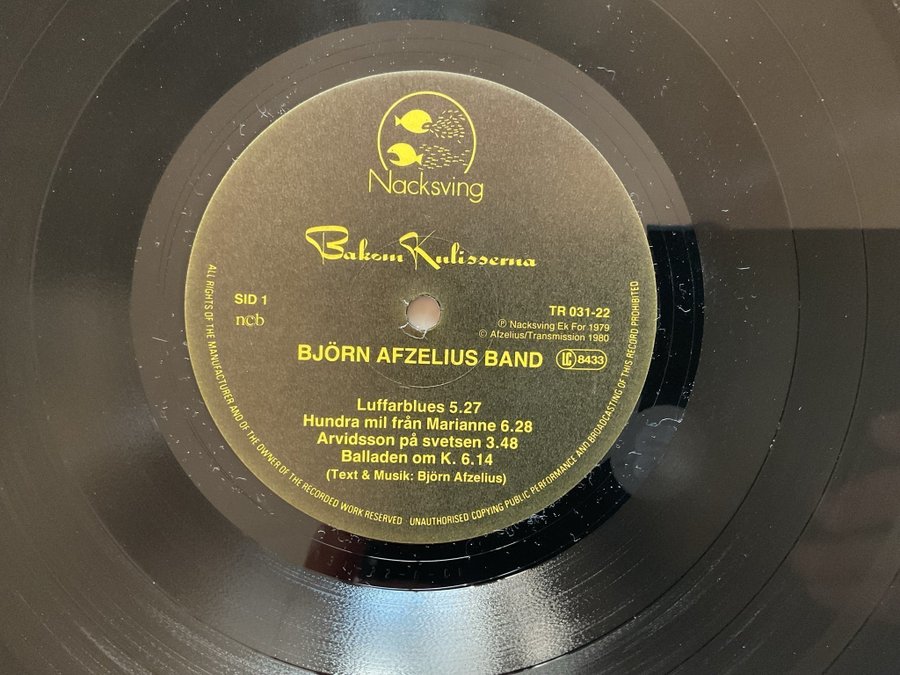 Nacksving
Bakom Kulisserna
SID 1
ncb
TR 031-22
℗ Nacksving Ek For 1979
© Afzelius/Transmission 1980
BJÖRN AFZELIUS BAND
LC 8433
Luffarblues 5.27
Hundra mil från Marianne 6.28
Arvidsson på svetsen 3.48
Balladen om K. 6.14
(Text & Musik: Björn Afzelius)
ALL RIGHTS OF THE MANUFACTURER AND OF THE OWNER OF THE RECORDED WORK RESERVED UNAUTHORISED COPYING PUBLIC PERFORMANCE AND BROADCASTING OF THIS RECORD PROHIBITED